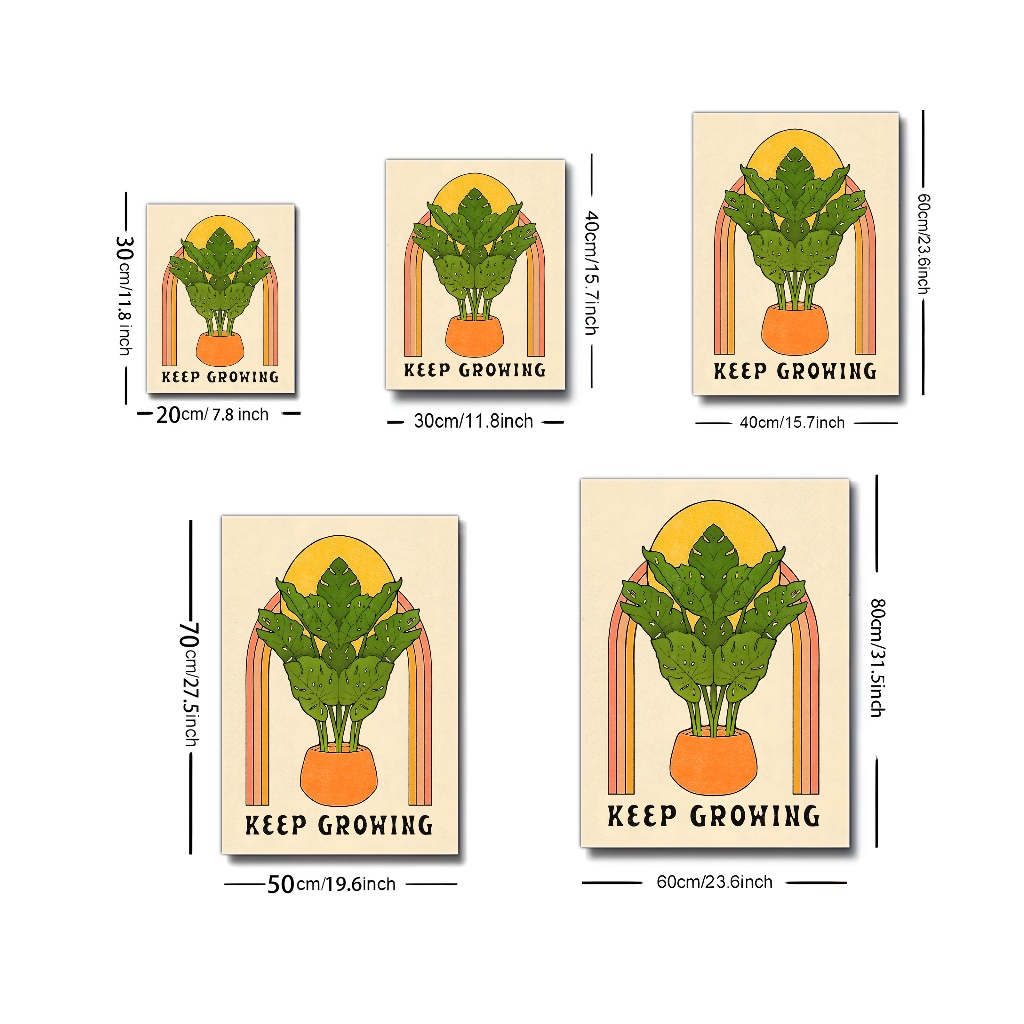 30cm/11.8 inch
KEEP GROWING
20cm/ 7.8 inch
40cm/15.7inch
KEEP GROWING
30cm/11.8inch
60cm/23.6inch
KEEP GROWING
40cm/15.7inch
70cm/27.5inch
KEEP GROWING
50cm/19.6inch
80cm/31.5inch
KEEP GROWING
60cm/23.6inch